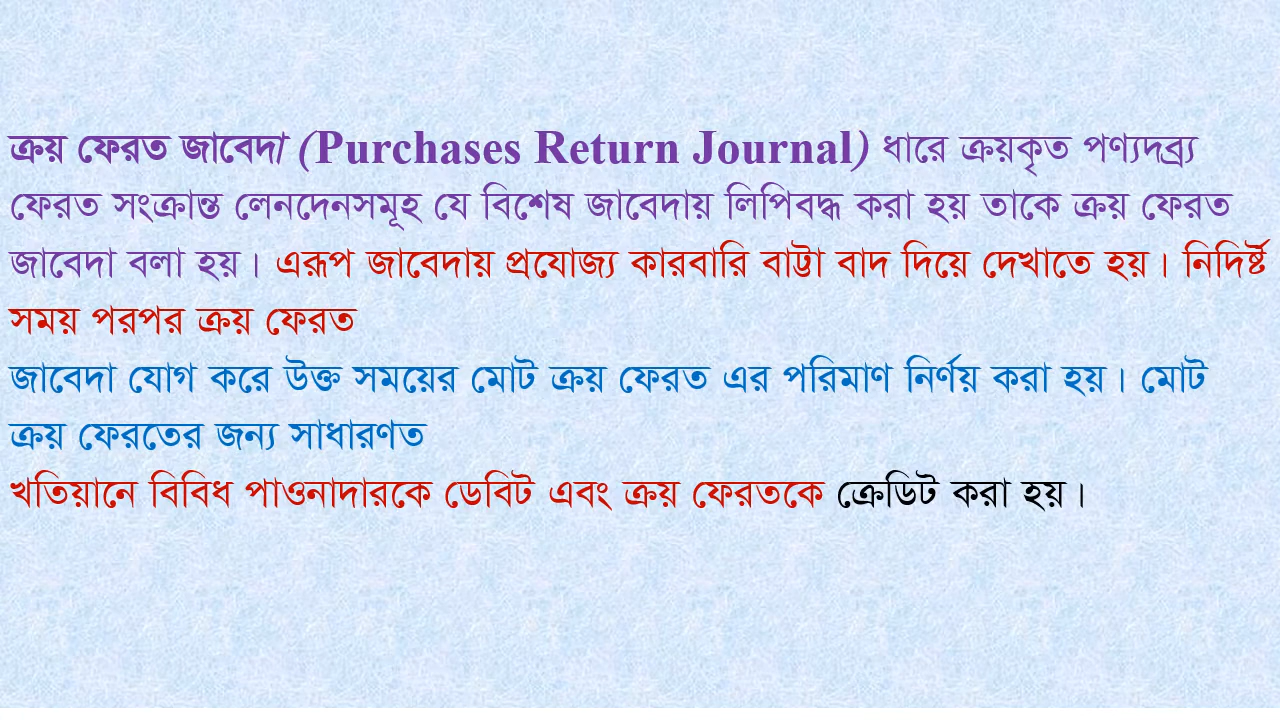 ক্রয় ফেরত জাবেদা (Purchases Return Journal) ধারে ক্রয়কৃত পণ্যদব্র্য
ফেরত সংক্রান্ত লেনদেনসমূহ যে বিশেষ জাবেদায় লিপিবদ্ধ করা হয় তাকে ক্রয় ফেরত
জাবেদা বলা হয়। এরূপ জাবেদায় প্রযোজ্য কারবারি বাট্টা বাদ দিয়ে দেখাতে হয়। নিদির্ষ্ট
সময় পরপর ক্রয় ফেরত
জাবেদা যোগ করে উক্ত সময়ের মোট ক্রয় ফেরত এর পরিমাণ নির্ণয় করা হয়। মোট
ক্রয় ফেরতের জন্য সাধারণত
খতিয়ানে বিবিধ পাওনাদারকে ডেবিট এবং ক্রয় ফেরতকে ক্রেডিট করা হয়।